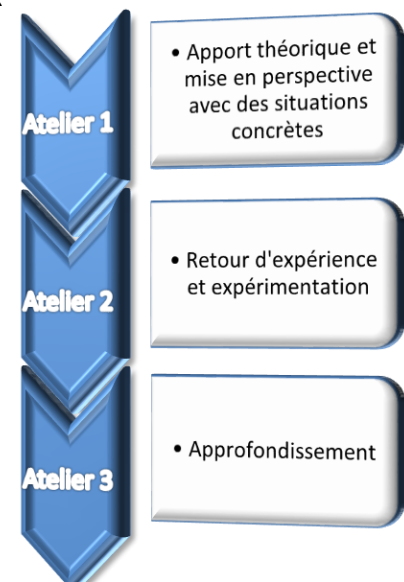 Atelier 1
• Apport théorique et
mise en perspective
avec des situations
concrètes
Atelier 2
• Retour d'expérience
et expérimentation
Atelier 3
• Approfondissement